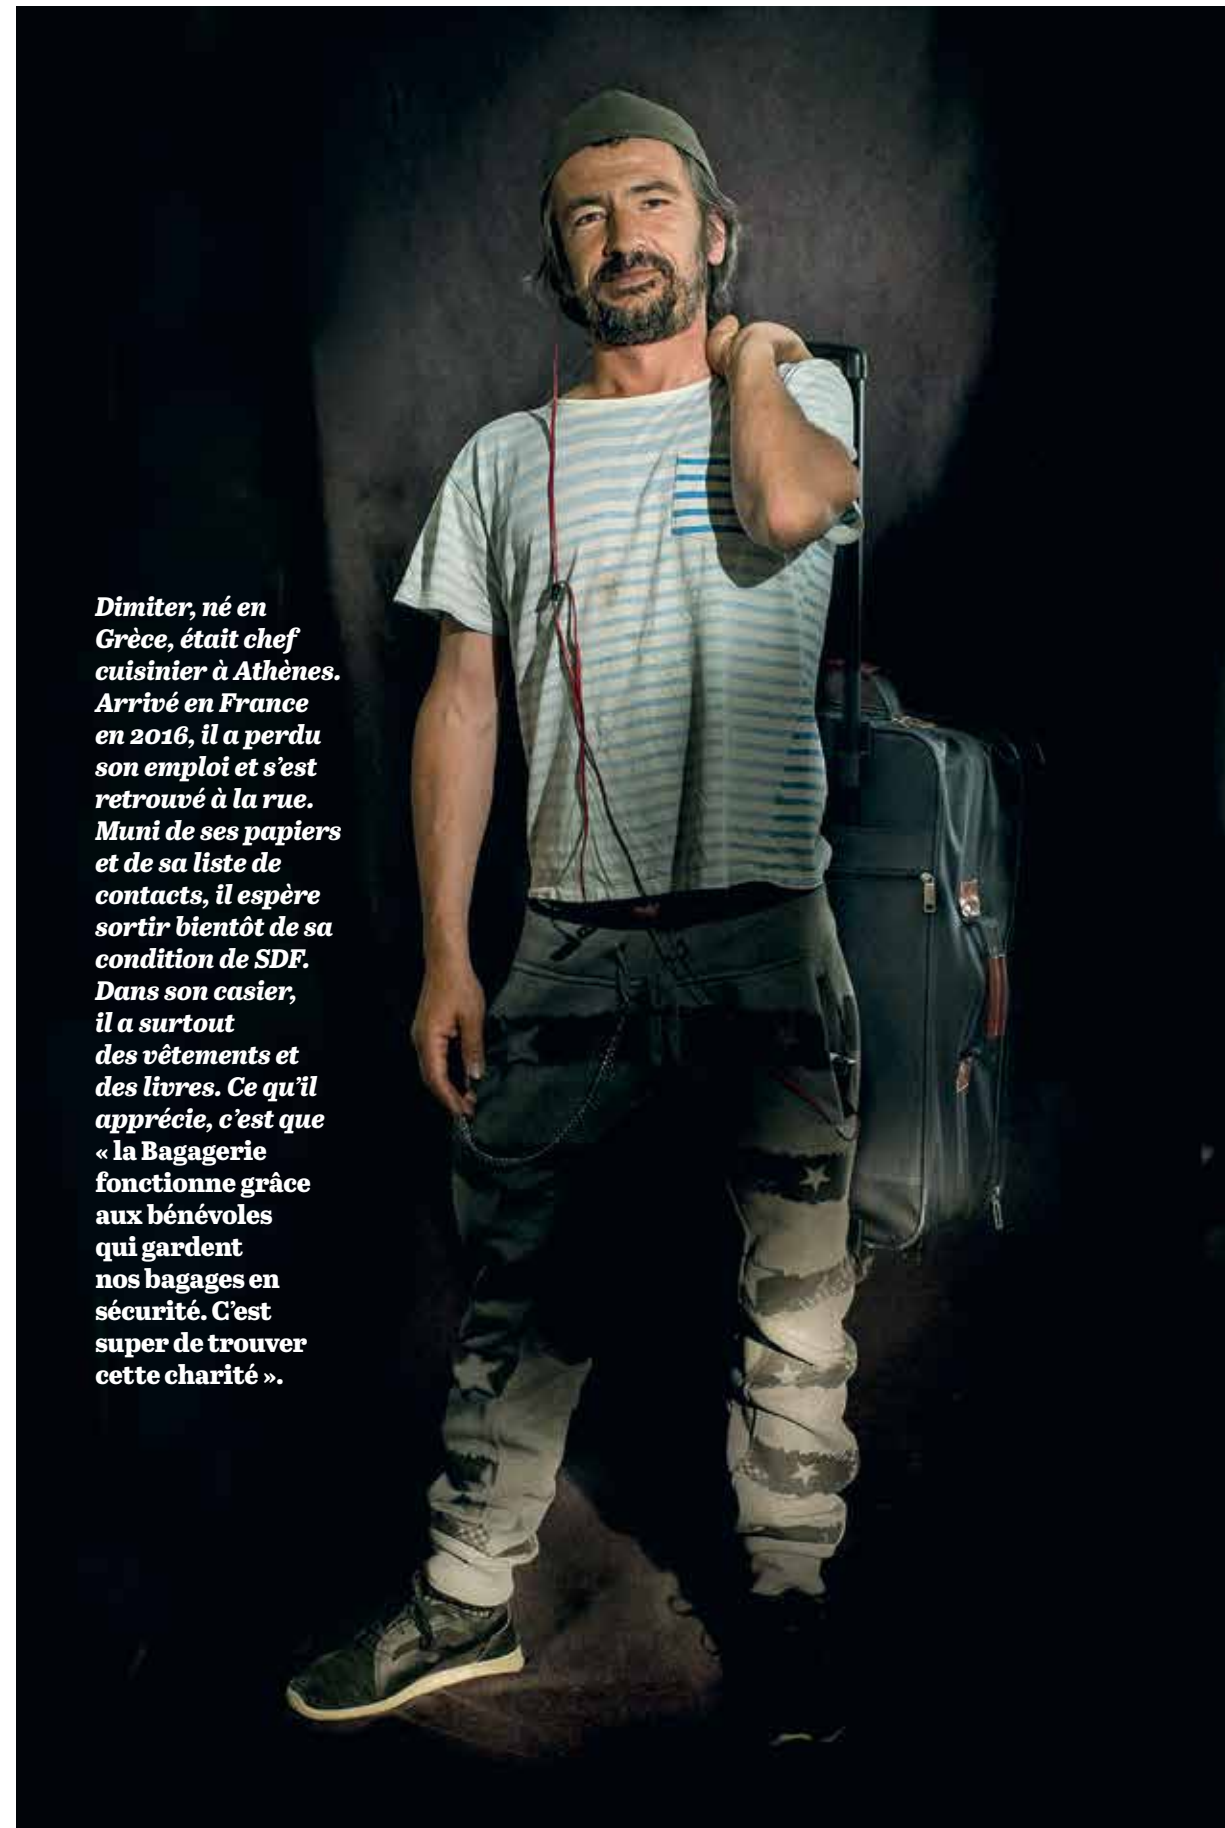 Dimiter, né en
Grèce, était chef
cuisinier à Athènes.
Arrivé en France
en 2016, il a perdu
son emploi et s’est
retrouvé à la rue.
Muni de ses papiers
et de sa liste de
contacts, il espère
sortir bientôt de sa
condition de SDF.
Dans son casier,
il a surtout
des vêtements et
des livres. Ce qu’il
apprécie, c’est que
« la Bagagerie
fonctionne grâce
aux bénévoles
qui gardent
nos bagages en
sécurité. C’est
super de trouver
cette charité ».